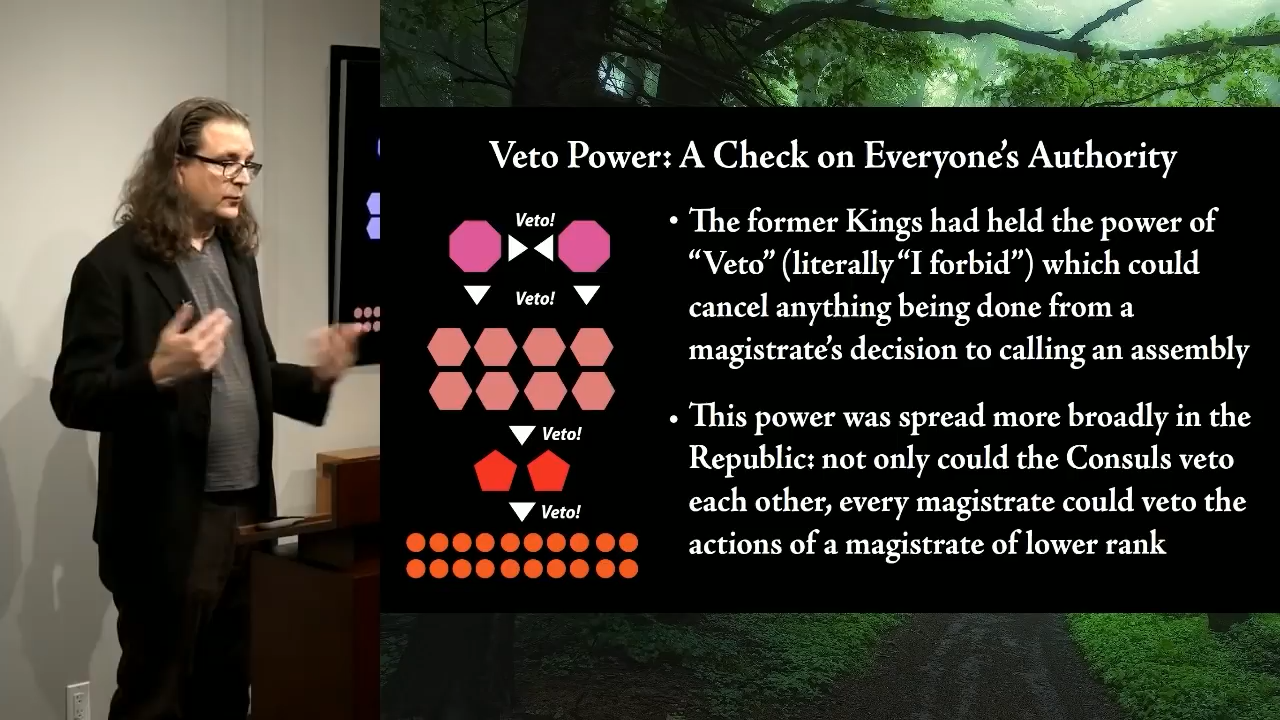 Veto Power: A Check on Everyone's Authority
Veto!
Veto!
Veto!
Veto!
• The former Kings had held the power of
“Veto” (literally “I forbid”) which could
cancel anything being done from a
magistrate's decision to calling an assembly
• This power was spread more broadly in the
Republic: not only could the Consuls veto
each other, every magistrate could veto the
actions of a magistrate of lower rank